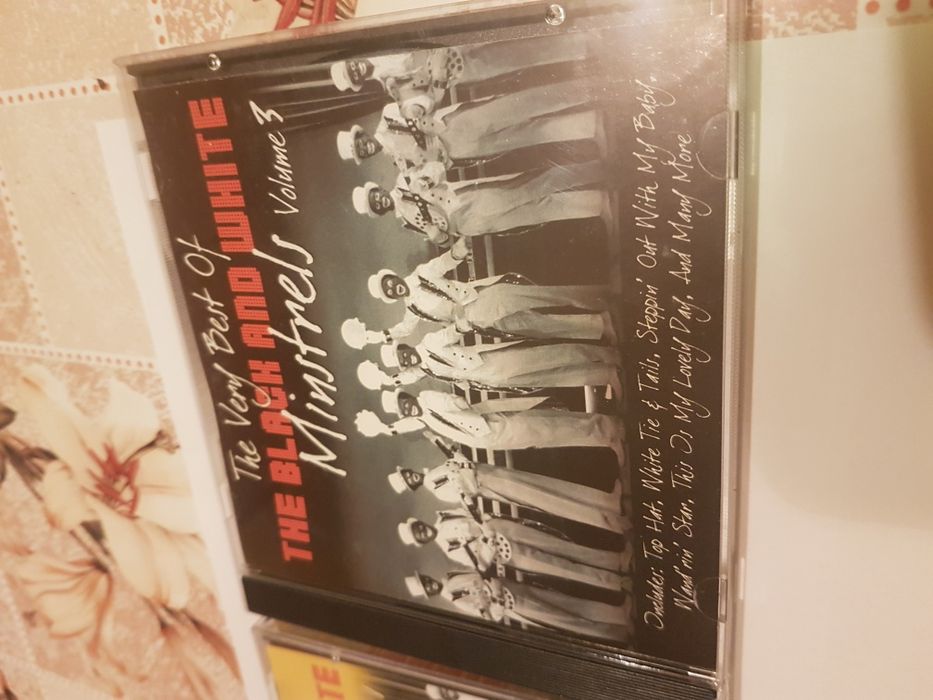 The Very Best Of
THE BLACK AND WHITE
Minstrels Volume 3
Includes: Top Hat, White Tie & Tails, Steppin' Out With My Baby,
Wand'rin' Star, This Is My Lovely Day, And Many More
TE